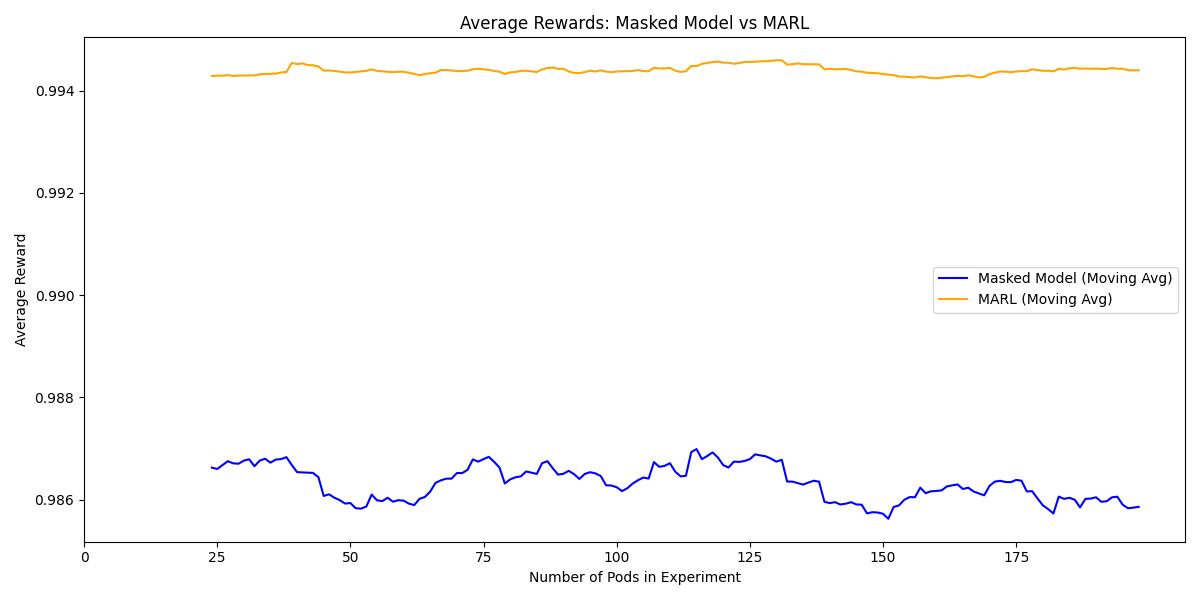 Average Rewards: Masked Model vs MARL
Average Reward
0.994
0.992
0.990
0.988
0.986
Masked Model (Moving Avg)
MARL (Moving Avg)
0 25 50 75 100 125 150 175
Number of Pods in Experiment